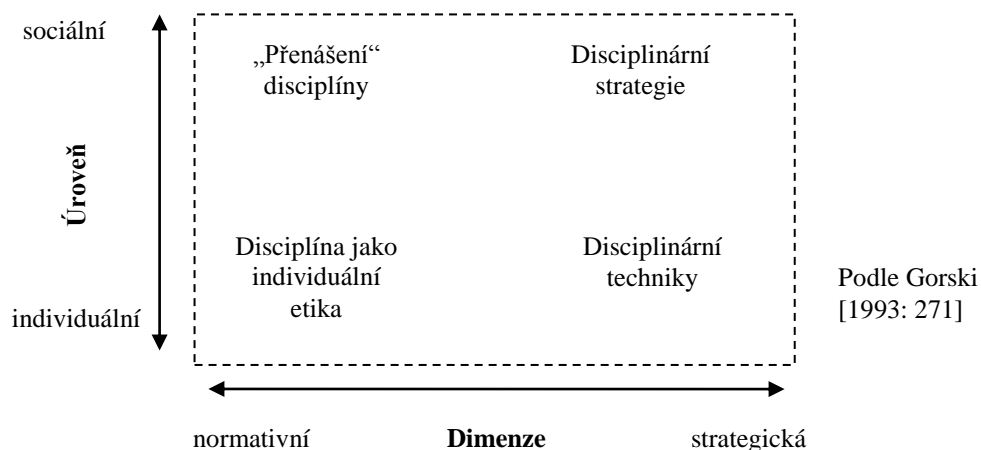 sociální
„Přenášení“
disciplíny
Disciplinární
strategie
Úroveň
Disciplína jako
individuální
etika
Disciplinární
techniky
individuální
Podle Gorski
[1993: 271]
normativní
Dimenze
strategická